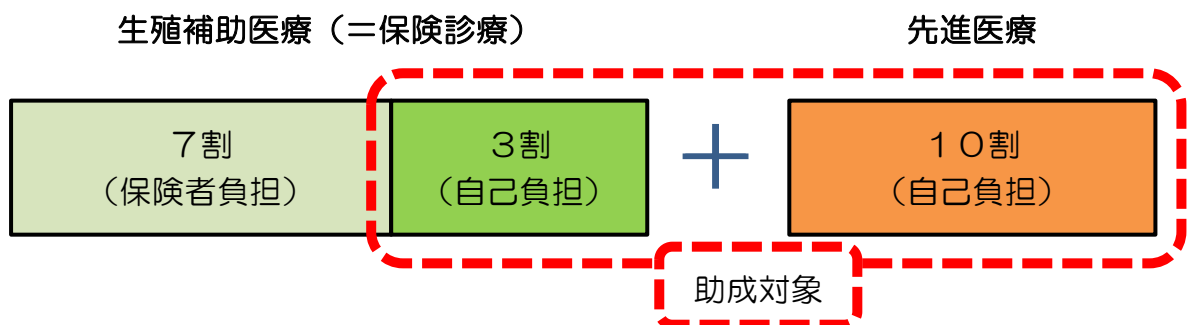 生殖補助医療（＝保険診療）
先進医療
７割
（保険者負担）
３割
（自己負担）
＋
１０割
（自己負担）
助成対象